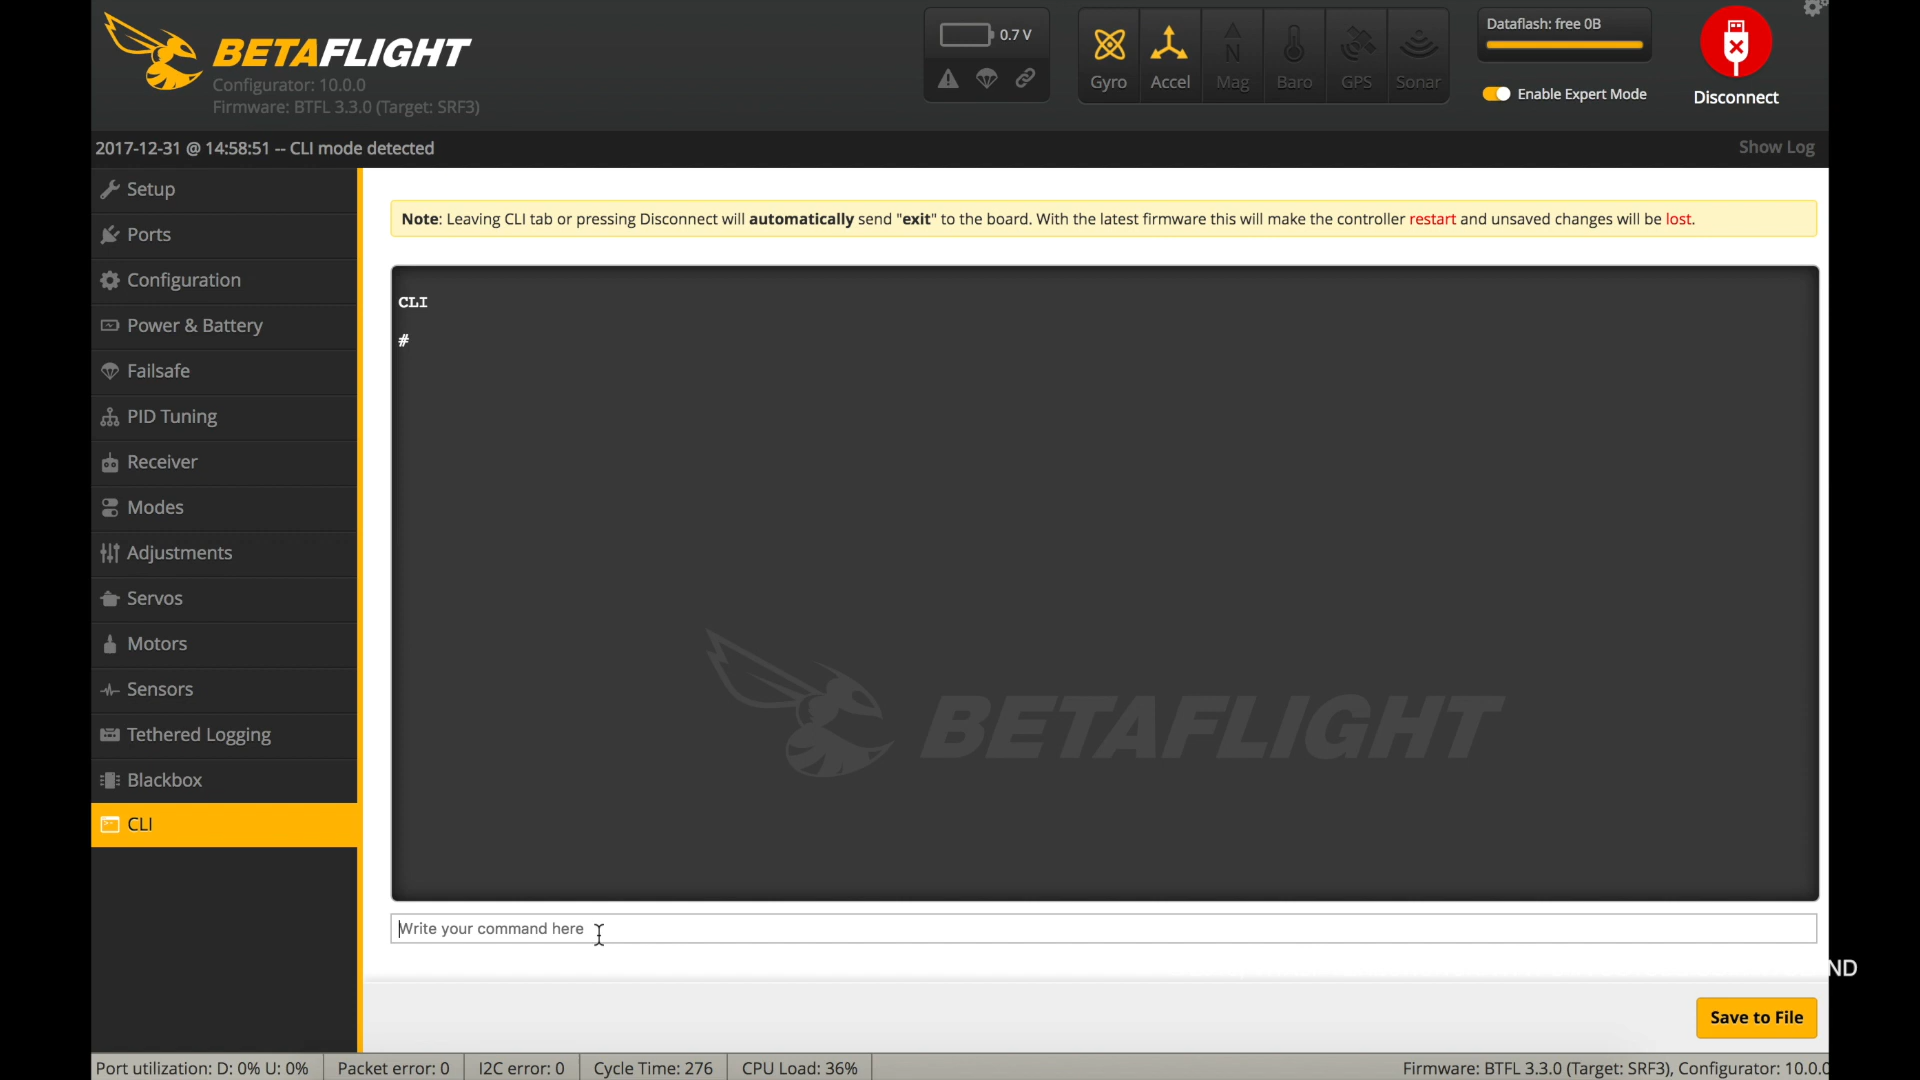 BETAFLIGHT
Configurator: 10.0.0
Firmware: BTFL 3.3.0 (Target: SRF3)
0.7 V
Gyro
Accel
Mag
Baro
GPS
Sonar
Dataflash: free 0B
Enable Expert Mode
Disconnect
2017-12-31 @ 14:58:51 -- CLI mode detected
Show Log
Setup
Ports
Configuration
Power & Battery
Failsafe
PID Tuning
Receiver
Modes
Adjustments
Servos
Motors
Sensors
Tethered Logging
Blackbox
CLI
Note: Leaving CLI tab or pressing Disconnect will automatically send "exit" to the board. With the latest firmware this will make the controller restart and unsaved changes will be lost.
CLI
#
BETAFLIGHT
Write your command here
ND
Save to File
Port utilization: D: 0% U: 0%
Packet error: 0
I2C error: 0
Cycle Time: 276
CPU Load: 36%
Firmware: BTFL 3.3.0 (Target: SRF3), Configurator: 10.0.0